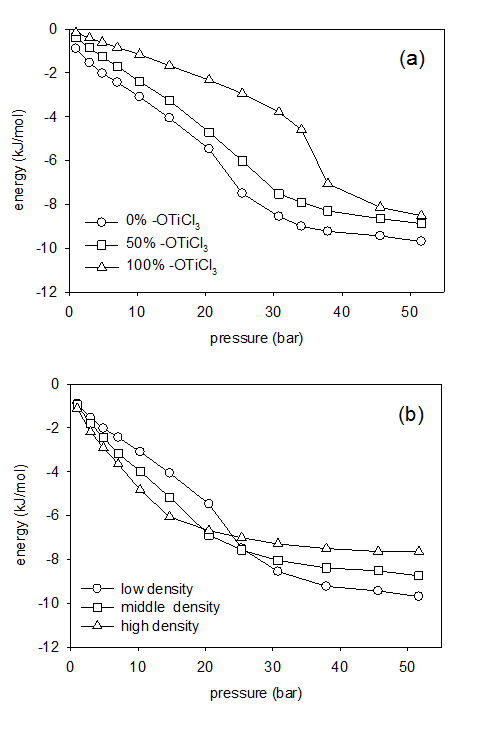 0
-2
-4
-6
-8
-10
-12
energy (kJ/mol)
(a)
0% -OTiCl3
50% -OTiCl3
100% -OTiCl3
0 10 20 30 40 50
pressure (bar)
0
-2
-4
-6
-8
-10
-12
energy (kJ/mol)
(b)
low density
middle density
high density
0 10 20 30 40 50
pressure (bar)